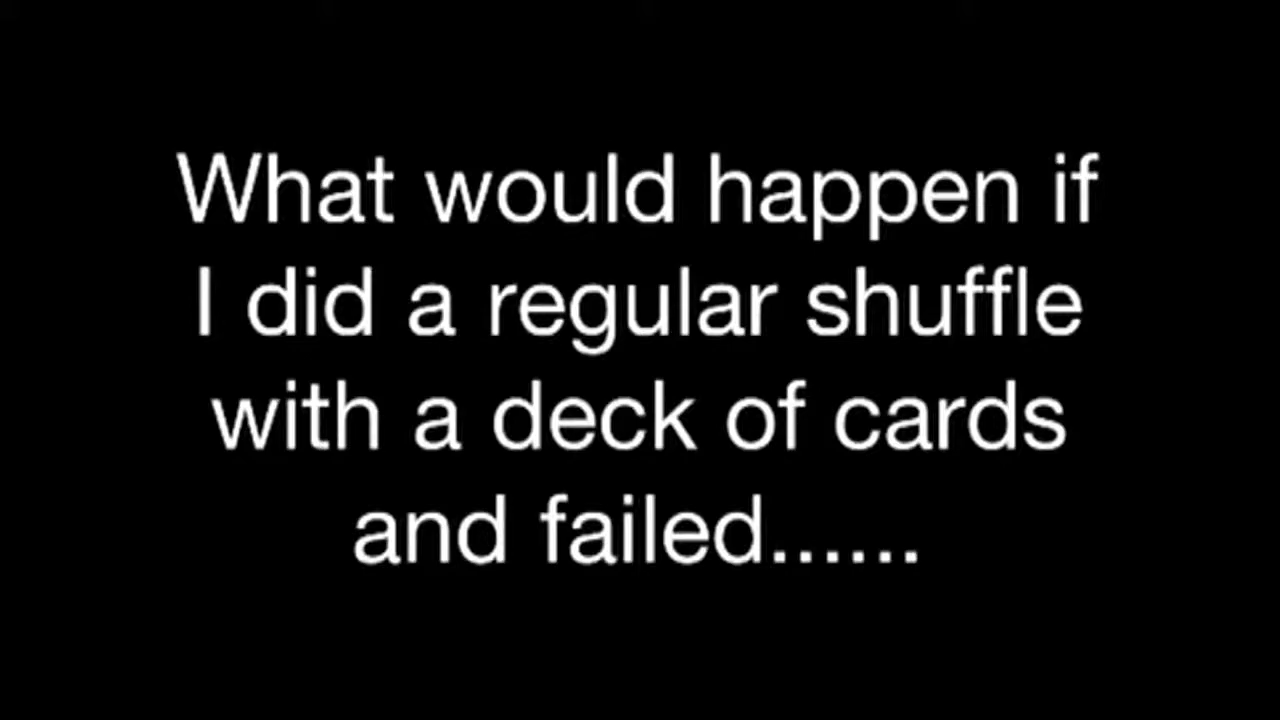 What would happen if
I did a regular shuffle
with a deck of cards
and failed......